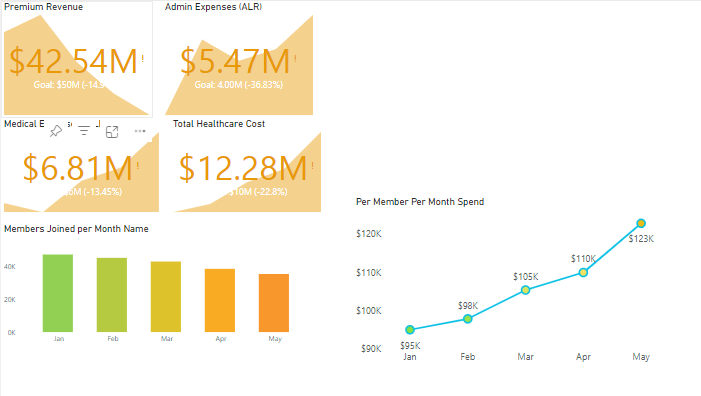 Premium Revenue
Admin Expenses (ALR)
$42.54M!
Goal: $50M (-14.9
$5.47M!
Goal: 4.00M (-36.83%)
Medical E
Total Healthcare Cost
$6.81M!
(-13.45%)
$12.28M!
$10M (-22.8%)
Members Joined per Month Name
40K
20K
0K
Jan
Feb
Mar
Apr
May
Per Member Per Month Spend
$120K
$110K
$100K
$90K
$95K
$98K
$105K
$110K
$123K
Jan
Feb
Mar
Apr
May